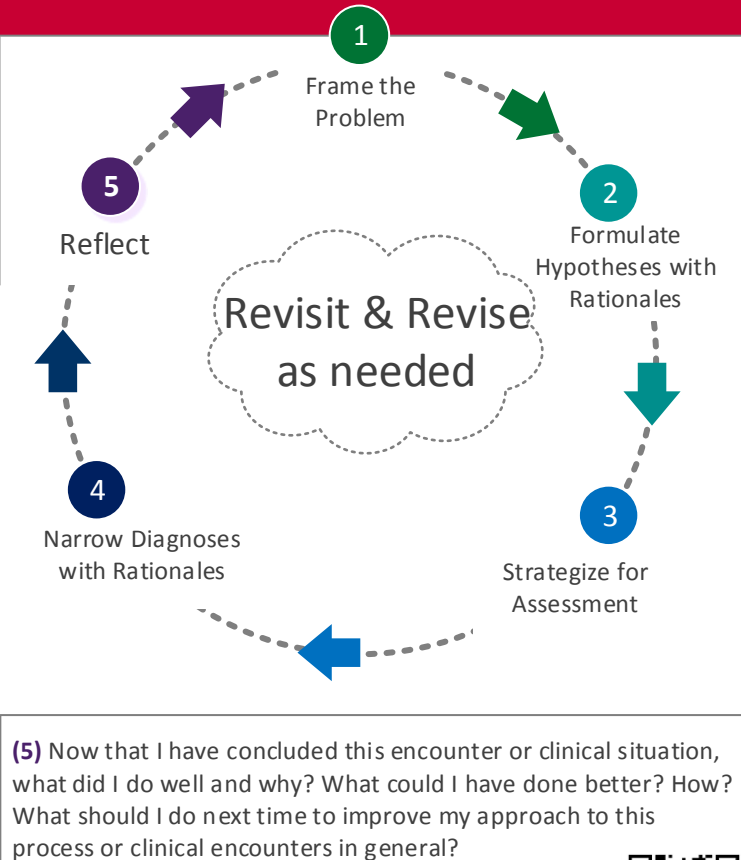 1
Frame the
Problem
2
Formulate
Hypotheses with
Rationales
3
Strategize for
Assessment
4
Narrow Diagnoses
with Rationales
5
Reflect
Revisit & Revise
as needed
(5) Now that I have concluded this encounter or clinical situation,
what did I do well and why? What could I have done better? How?
What should I do next time to improve my approach to this
process or clinical encounters in general?